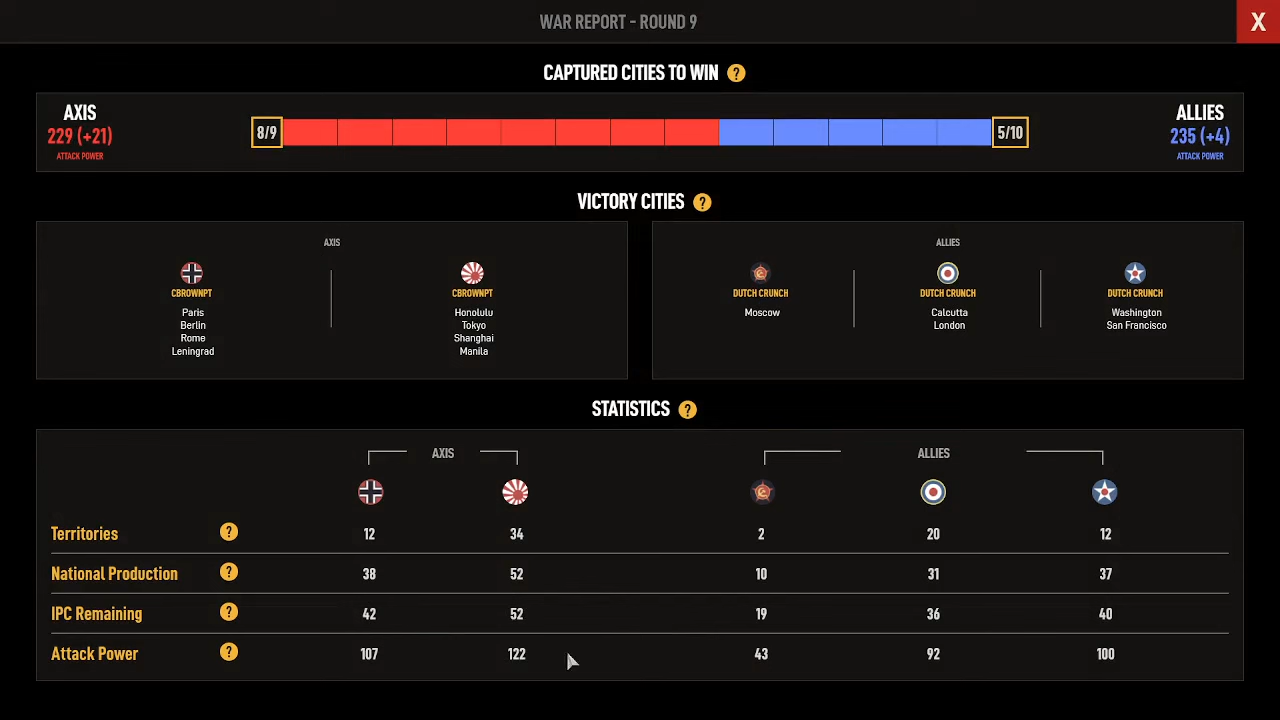 WAR REPORT - ROUND 9
X
CAPTURED CITIES TO WIN ?
AXIS
229 (+21)
ATTACK POWER
8/9
5/10
ALLIES
235 (+4)
ATTACK POWER
VICTORY CITIES ?
AXIS
CBROWNPT
Paris
Berlin
Rome
Leningrad
CBROWNPT
Honolulu
Tokyo
Shanghai
Manila
ALLIES
DUTCH CRUNCH
Moscow
DUTCH CRUNCH
Calcutta
London
DUTCH CRUNCH
Washington
San Francisco
STATISTICS ?
AXIS ALLIES
Territories ? 12 34 2 20 12
National Production ? 38 52 10 31 37
IPC Remaining ? 42 52 19 36 40
Attack Power ? 107 122 43 92 100